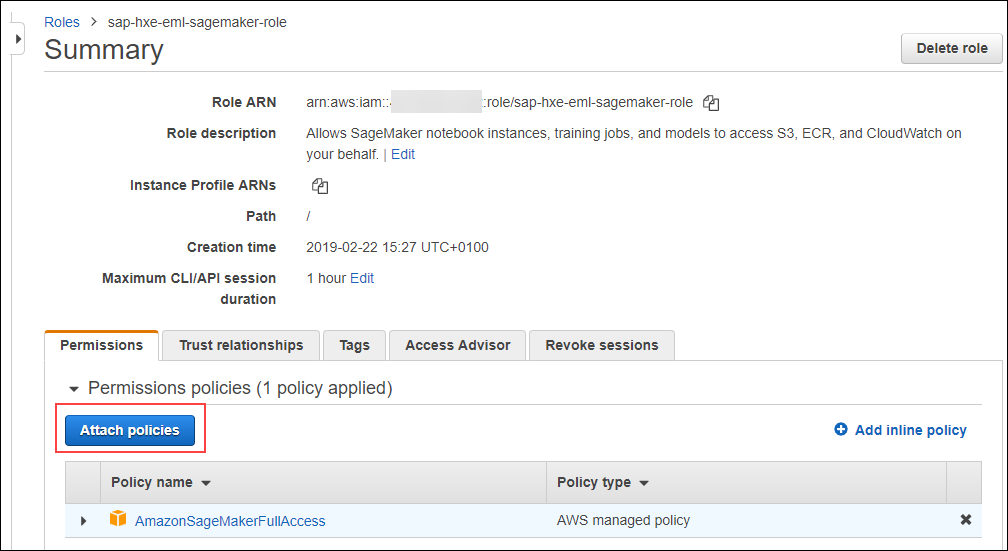 Roles > sap-hxe-eml-sagemaker-role
Summary
Delete role
Role ARN arn:aws:iam:: :role/sap-hxe-eml-sagemaker-role
Role description Allows SageMaker notebook instances, training jobs, and models to access S3, ECR, and CloudWatch on
your behalf. | Edit
Instance Profile ARNs
Path /
Creation time 2019-02-22 15:27 UTC+0100
Maximum CLI/API session 1 hour Edit
duration
Permissions Trust relationships Tags Access Advisor Revoke sessions
Permissions policies (1 policy applied)
Attach policies Add inline policy
Policy name Policy type
AmazonSageMakerFullAccess AWS managed policy